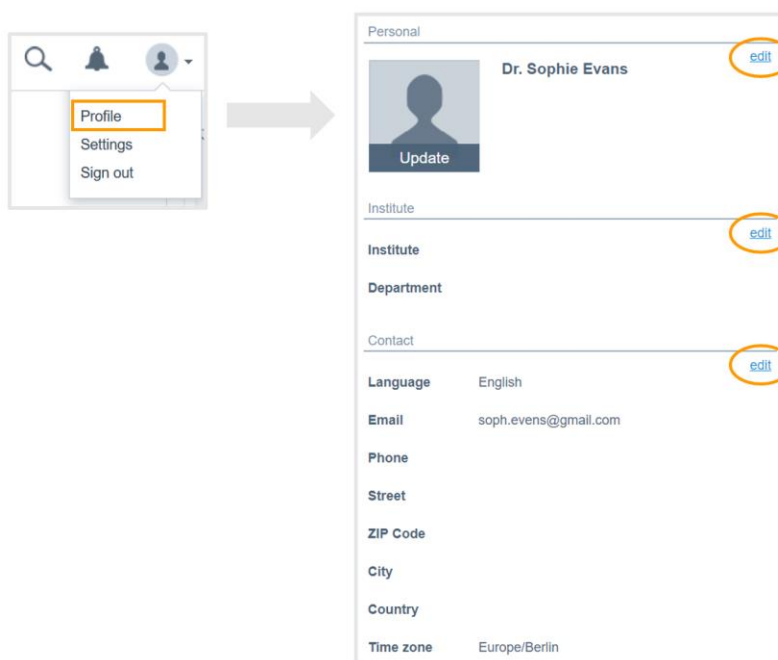 Profile
Settings
Sign out
Personal
edit
Dr. Sophie Evans
Update
Institute
edit
Institute
Department
Contact
edit
Language English
Email soph.evens@gmail.com
Phone
Street
ZIP Code
City
Country
Time zone Europe/Berlin